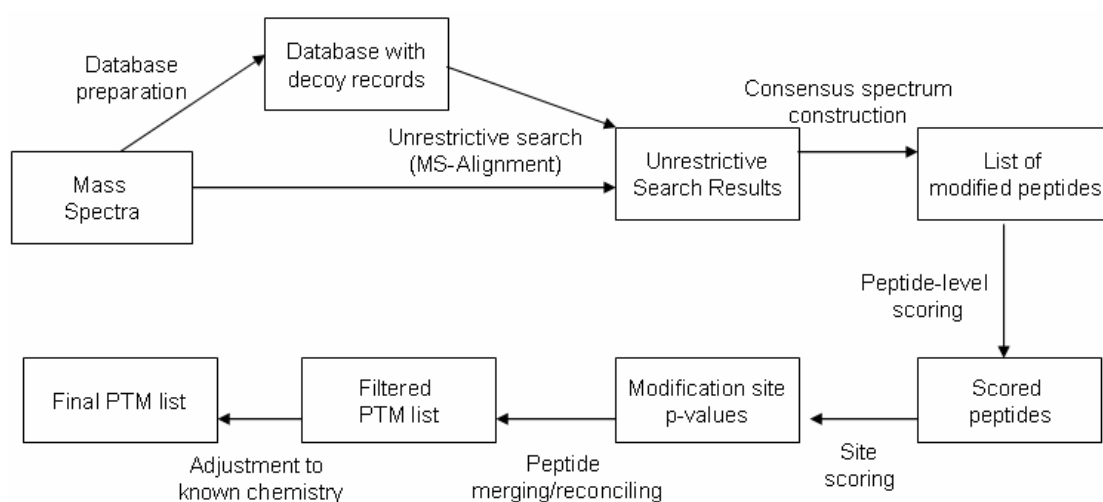 Database
preparation
Database with
decoy records
Mass
Spectra
Unrestrictive search
(MS-Alignment)
Unrestrictive
Search Results
Consensus spectrum
construction
List of
modified peptides
Peptide-level
scoring
Scored
peptides
Site
scoring
Modification site
p-values
Peptide
merging/reconciling
Filtered
PTM list
Adjustment to
known chemistry
Final PTM list